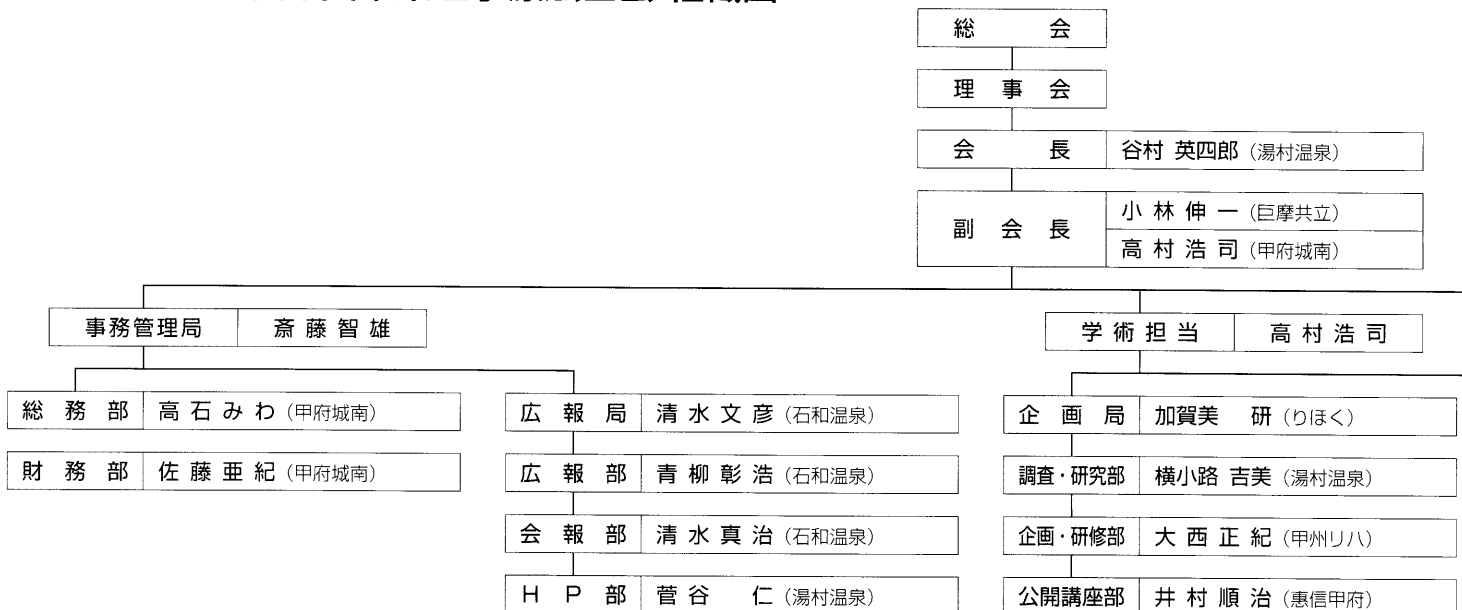 総会
理事会
会長 谷村 英四郎（湯村温泉）
副会長 小林伸一（巨摩共立）
高村浩司（甲府城南）
事務管理局 斎藤智雄
学術担当 高村浩司
総務部 高石みわ（甲府城南）
財務部 佐藤亜紀（甲府城南）
広報局 清水文彦（石和温泉）
広報部 青柳彰浩（石和温泉）
会報部 清水真治（石和温泉）
HP部 菅谷 仁（湯村温泉）
企画局 加賀美 研（りほく）
調査・研究部 横小路 吉美（湯村温泉）
企画・研修部 大西正紀（甲州リハ）
公開講座部 井村順治（恵信甲府）